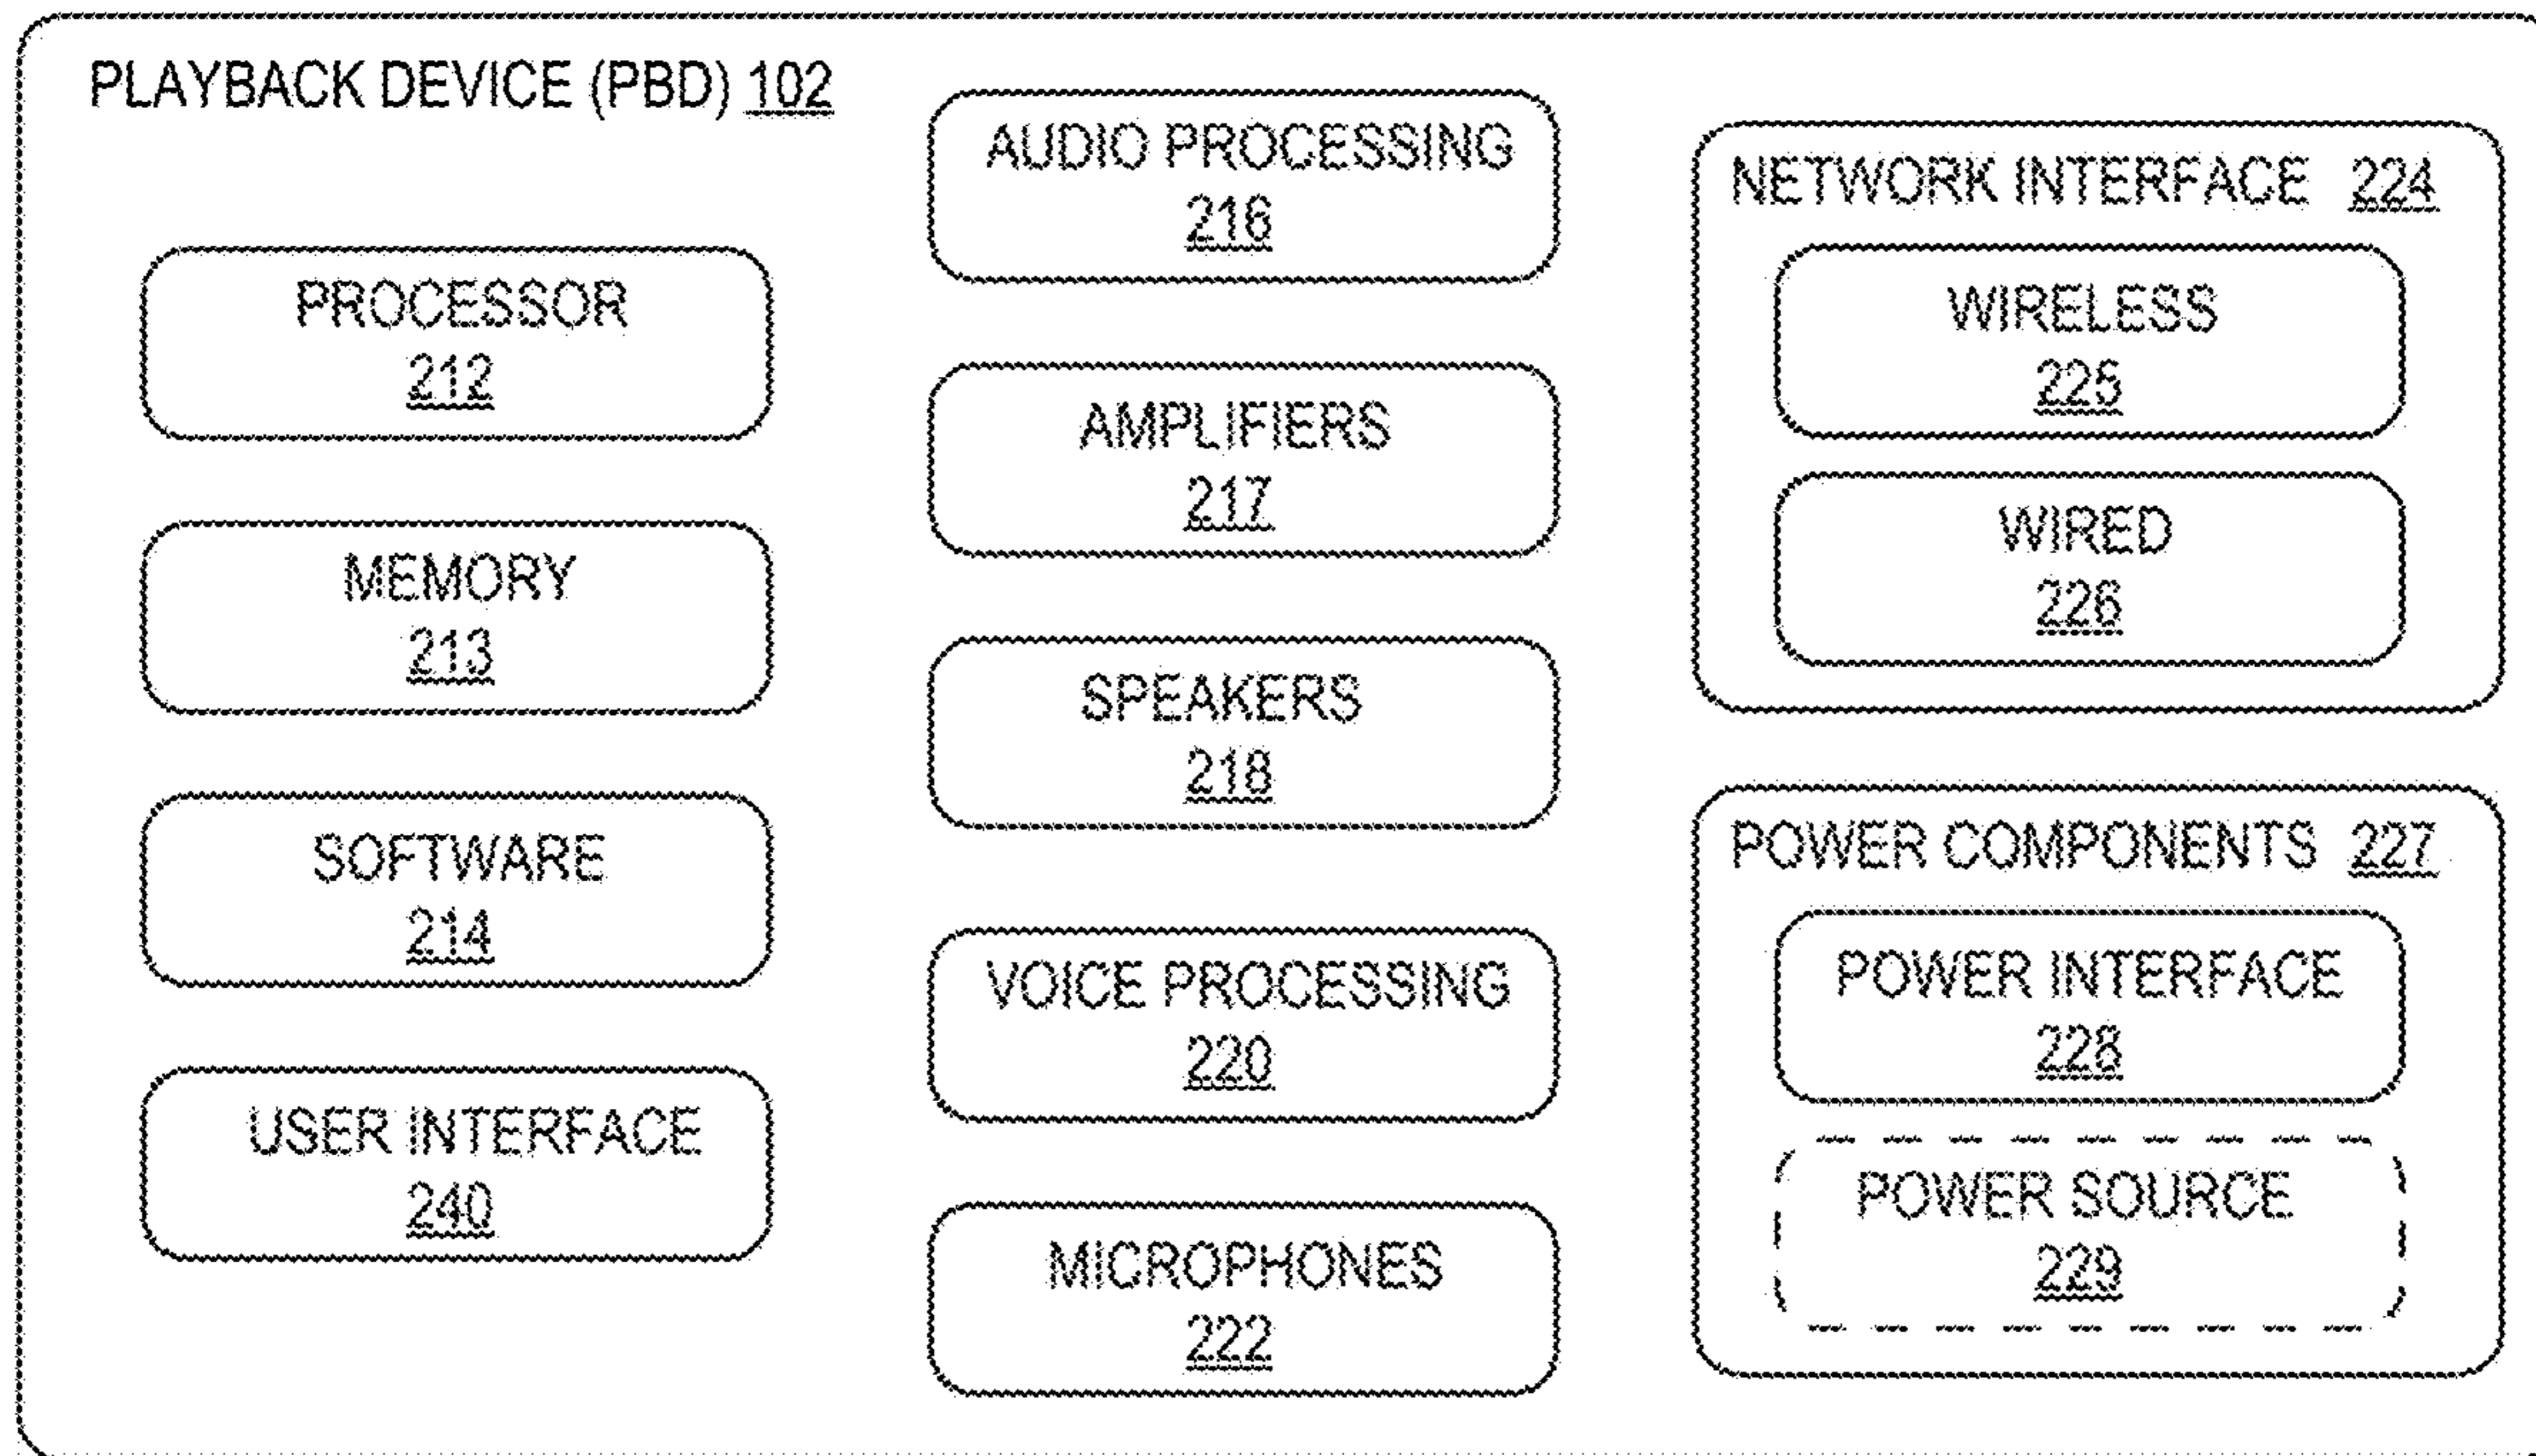 PLAYBACK DEVICE (PBD) 102
PROCESSOR
212
MEMORY
213
SOFTWARE
214
USER INTERFACE
240
AUDIO PROCESSING
216
AMPLIFIERS
217
SPEAKERS
218
VOICE PROCESSING
220
MICROPHONES
222
NETWORK INTERFACE 224
WIRELESS
225
WIRED
226
POWER COMPONENTS 227
POWER INTERFACE
228
POWER SOURCE
229